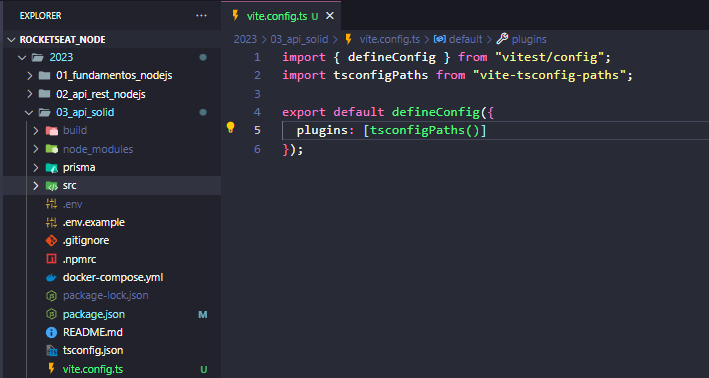 EXPLORER
ROCKETSEAT_NODE
2023
01_fundamentos_nodejs
02_api_rest_nodejs
03_api_solid
build
node_modules
prisma
src
.env
.env.example
.gitignore
.npmrc
docker-compose.yml
package-lock.json
package.json M
README.md
tsconfig.json
vite.config.ts U
vite.config.ts U
2023 > 03_api_solid > vite.config.ts > default > plugins
1 import { defineConfig } from "vitest/config";
2 import tsconfigPaths from "vite-tsconfig-paths";
3
4 export default defineConfig({
5 plugins: [tsconfigPaths()]
6 });